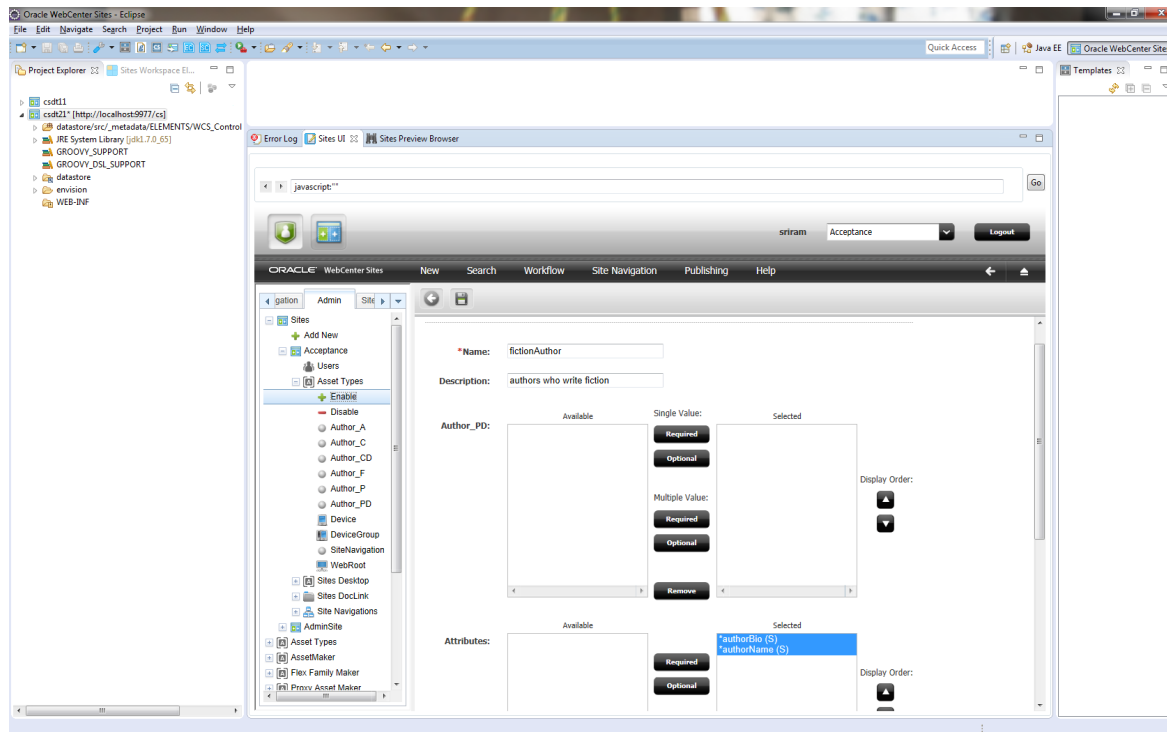 Oracle WebCenter Sites - Eclipse
File Edit Navigate Search Project Run Window Help
Quick Access Java EE Oracle WebCenter Sites
Project Explorer Sites Workspace El...
Templates
csdt11
csdt21* [http://localhost:9977/cs]
datastore/src/_metadata/ELEMENTS/WCS_Control
JRE System Library [jdk1.7.0_65]
GROOVY_SUPPORT
GROOVY_DSL_SUPPORT
datastore
envision
WEB-INF
Error Log Sites UI Sites Preview Browser
javascript:""
Go
sriram Acceptance Logout
ORACLE WebCenter Sites New Search Workflow Site Navigation Publishing Help
gation Admin Site
Sites
Add New
Acceptance
Users
Asset Types
Enable
Disable
Author_A
Author_C
Author_CD
Author_F
Author_P
Author_PD
Device
DeviceGroup
SiteNavigation
WebRoot
Sites Desktop
Sites DocLink
Site Navigations
AdminSite
Asset Types
AssetMaker
Flex Family Maker
Proxy Asset Maker
*Name: fictionAuthor
Description: authors who write fiction
Author_PD:
Available
Single Value:
Selected
Required
Optional
Multiple Value:
Required
Optional
Remove
Display Order:
Attributes:
Available
Selected
*authorBio (S)
*authorName (S)
Required
Optional
Display Order: